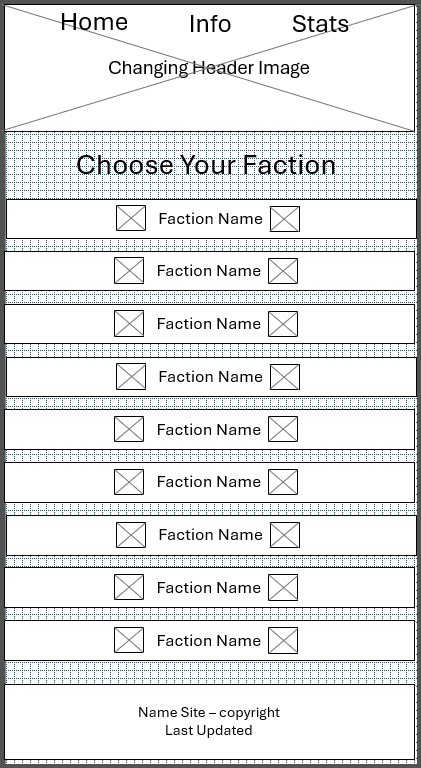 Home Info Stats
Changing Header Image
Choose Your Faction
Faction Name
Faction Name
Faction Name
Faction Name
Faction Name
Faction Name
Faction Name
Faction Name
Faction Name
Name Site – copyright
Last Updated